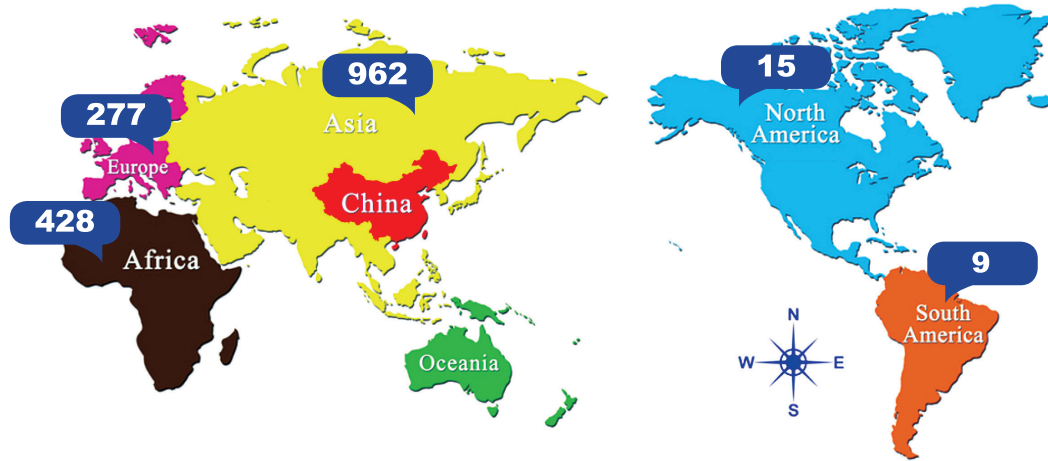 962
15
277
Asia
North
America
Europe
China
428
Africa
9
South
America
N
Oceania
W
E
S